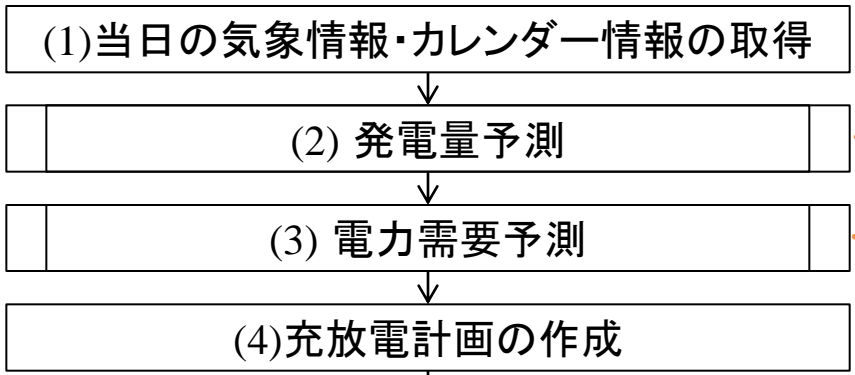 (1)当日の気象情報・カレンダー情報の取得
(2) 発電量予測
(3) 電力需要予測
(4)充放電計画の作成